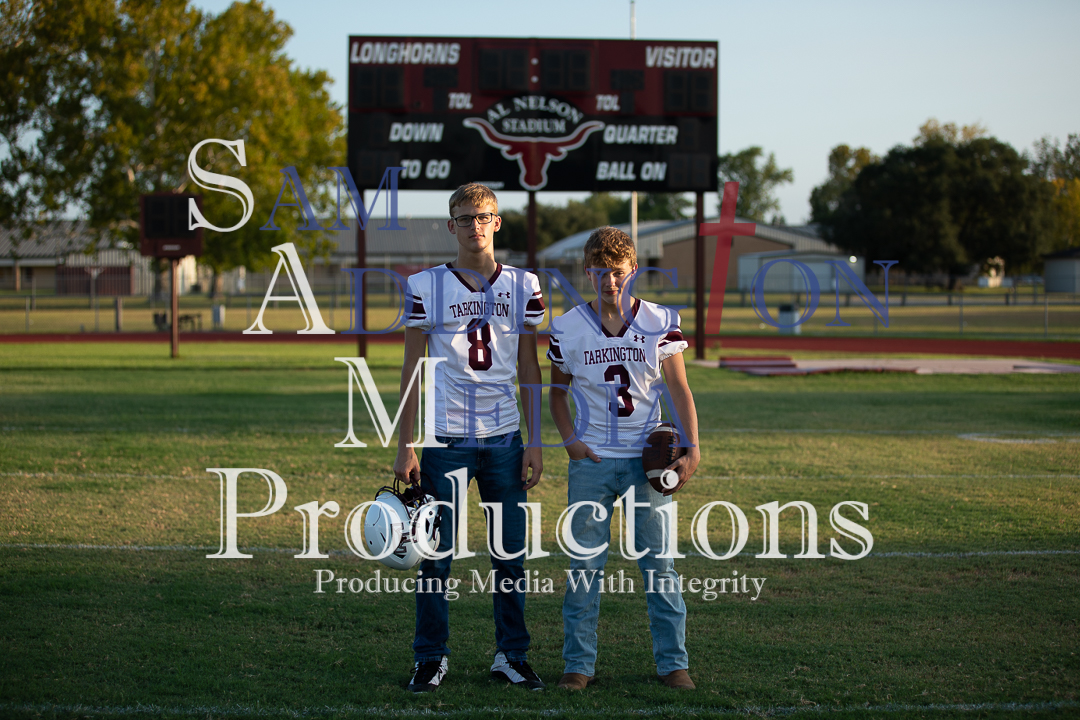 LONGHORNS VISITOR
TOL AL NELSON STADIUM TOL
DOWN QUARTER
TO GO BALL ON
SAM
ADDINGTON
MEDIA
Productions
Producing Media With Integrity
TARKINGTON
8
TARKINGTON
3